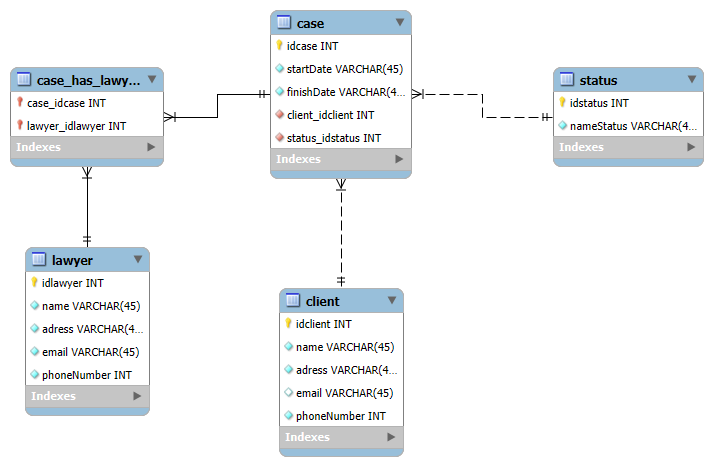 case
idcase INT
startDate VARCHAR(45)
finishDate VARCHAR(4...
client_idclient INT
status_idstatus INT
Indexes
case_has_lawy...
case_idcase INT
lawyer_idlawyer INT
Indexes
status
idstatus INT
nameStatus VARCHAR(4...
Indexes
lawyer
idlawyer INT
name VARCHAR(45)
adress VARCHAR(4...
email VARCHAR(45)
phoneNumber INT
Indexes
client
idclient INT
name VARCHAR(45)
adress VARCHAR(4...
email VARCHAR(45)
phoneNumber INT
Indexes